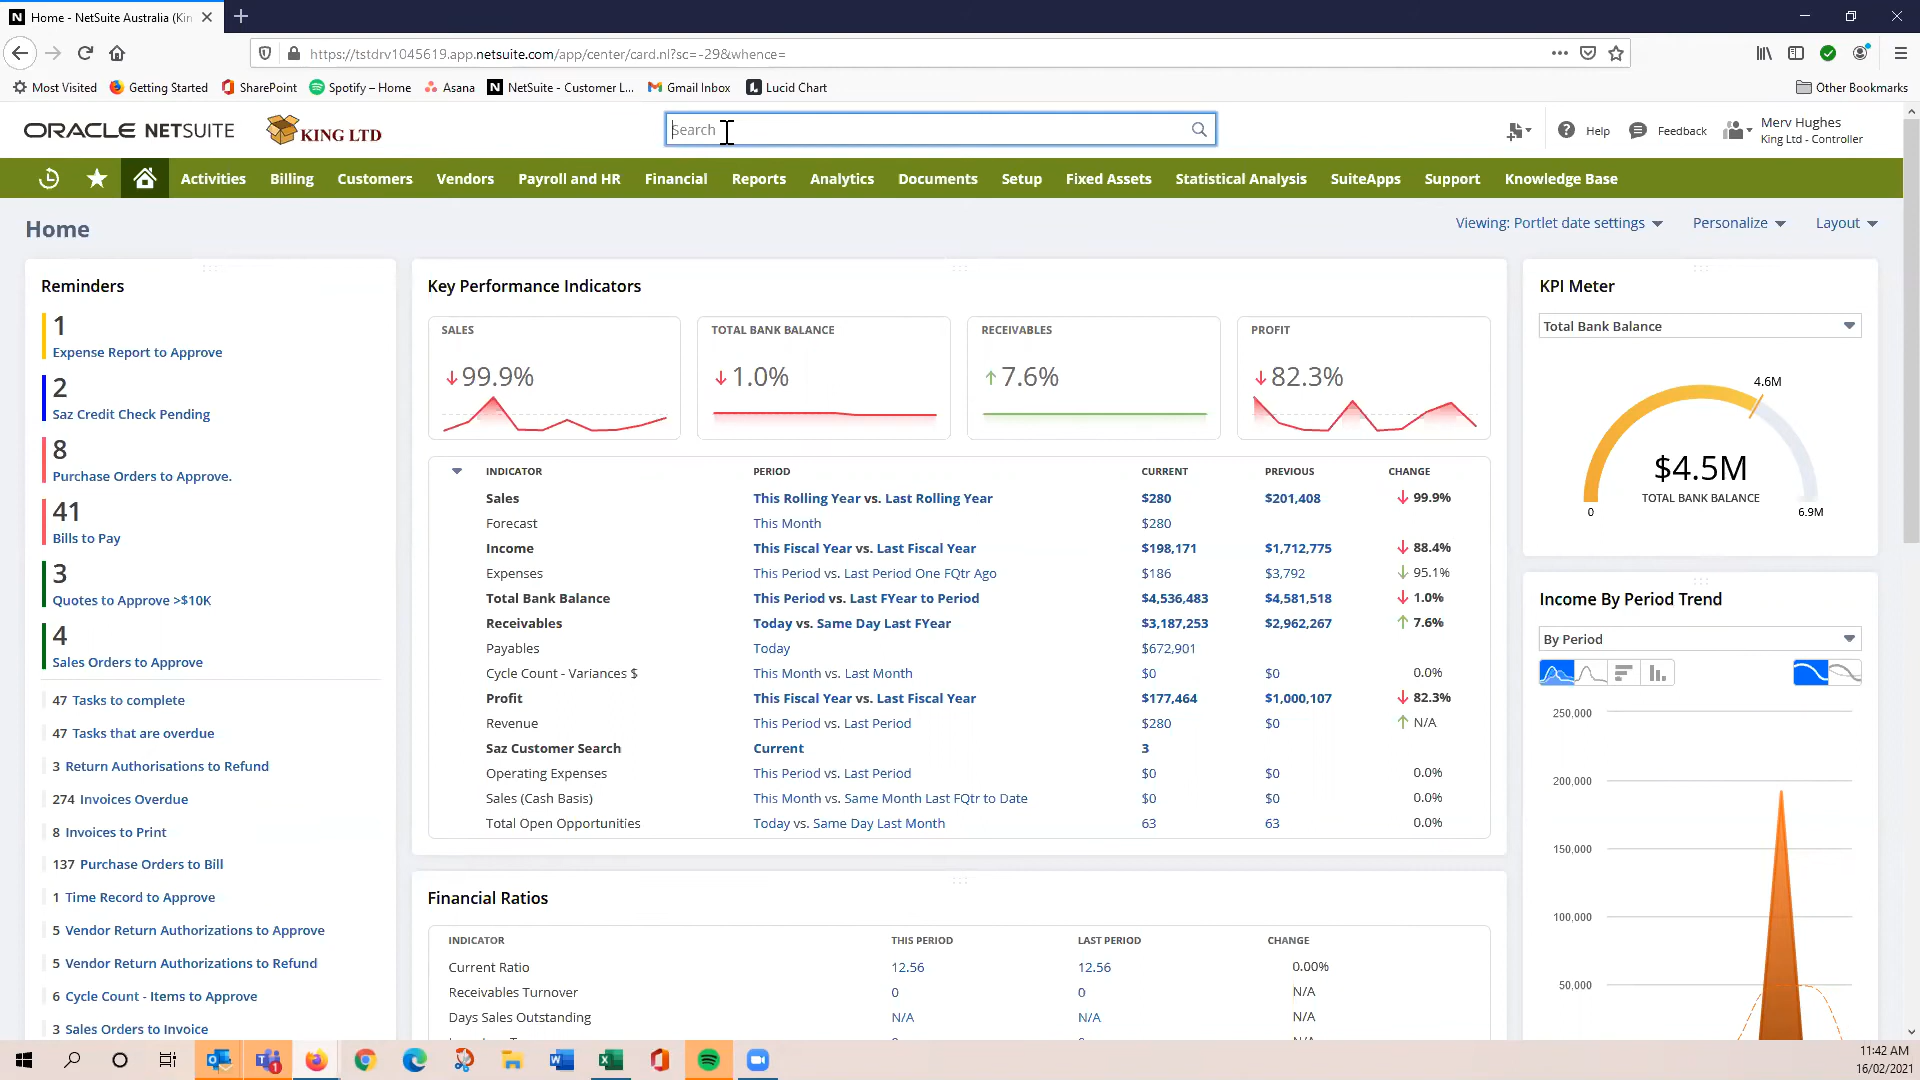 Home - NetSuite Australia (Kin
https://tstdrv1045619.app.netsuite.com/app/center/card.nl?sc=-29&whence=
Most Visited Getting Started SharePoint Spotify – Home Asana NetSuite - Customer L... Gmail Inbox Lucid Chart Other Bookmarks
ORACLE NETSUITE KING LTD Search Help Feedback Merv Hughes
King Ltd - Controller
Activities Billing Customers Vendors Payroll and HR Financial Reports Analytics Documents Setup Fixed Assets Statistical Analysis SuiteApps Support Knowledge Base
Home Viewing: Portlet date settings Personalize Layout
Reminders
1
Expense Report to Approve
2
Saz Credit Check Pending
8
Purchase Orders to Approve.
41
Bills to Pay
3
Quotes to Approve >$10K
4
Sales Orders to Approve
47 Tasks to complete
47 Tasks that are overdue
3 Return Authorisations to Refund
274 Invoices Overdue
8 Invoices to Print
137 Purchase Orders to Bill
1 Time Record to Approve
5 Vendor Return Authorizations to Approve
5 Vendor Return Authorizations to Refund
6 Cycle Count - Items to Approve
3 Sales Orders to Invoice
Key Performance Indicators
SALES TOTAL BANK BALANCE RECEIVABLES PROFIT
99.9% 1.0% 7.6% 82.3%
INDICATOR PERIOD CURRENT PREVIOUS CHANGE
Sales This Rolling Year vs. Last Rolling Year $280 $201,408 99.9%
Forecast This Month $280
Income This Fiscal Year vs. Last Fiscal Year $198,171 $1,712,775 88.4%
Expenses This Period vs. Last Period One FQtr Ago $186 $3,792 95.1%
Total Bank Balance This Period vs. Last FYear to Period $4,536,483 $4,581,518 1.0%
Receivables Today vs. Same Day Last FYear $3,187,253 $2,962,267 7.6%
Payables Today $672,901
Cycle Count - Variances $ This Month vs. Last Month $0 $0 0.0%
Profit This Fiscal Year vs. Last Fiscal Year $177,464 $1,000,107 82.3%
Revenue This Period vs. Last Period $280 $0 N/A
Saz Customer Search Current 3
Operating Expenses This Period vs. Last Period $0 $0 0.0%
Sales (Cash Basis) This Month vs. Same Month Last FQtr to Date $0 $0 0.0%
Total Open Opportunities Today vs. Same Day Last Month 63 63 0.0%
Financial Ratios
INDICATOR THIS PERIOD LAST PERIOD CHANGE
Current Ratio 12.56 12.56 0.00%
Receivables Turnover 0 0 N/A
Days Sales Outstanding N/A N/A N/A
KPI Meter
Total Bank Balance
4.6M
$4.5M
TOTAL BANK BALANCE
0 6.9M
Income By Period Trend
By Period
250,000
200,000
150,000
100,000
50,000
11:42 AM
16/02/2021